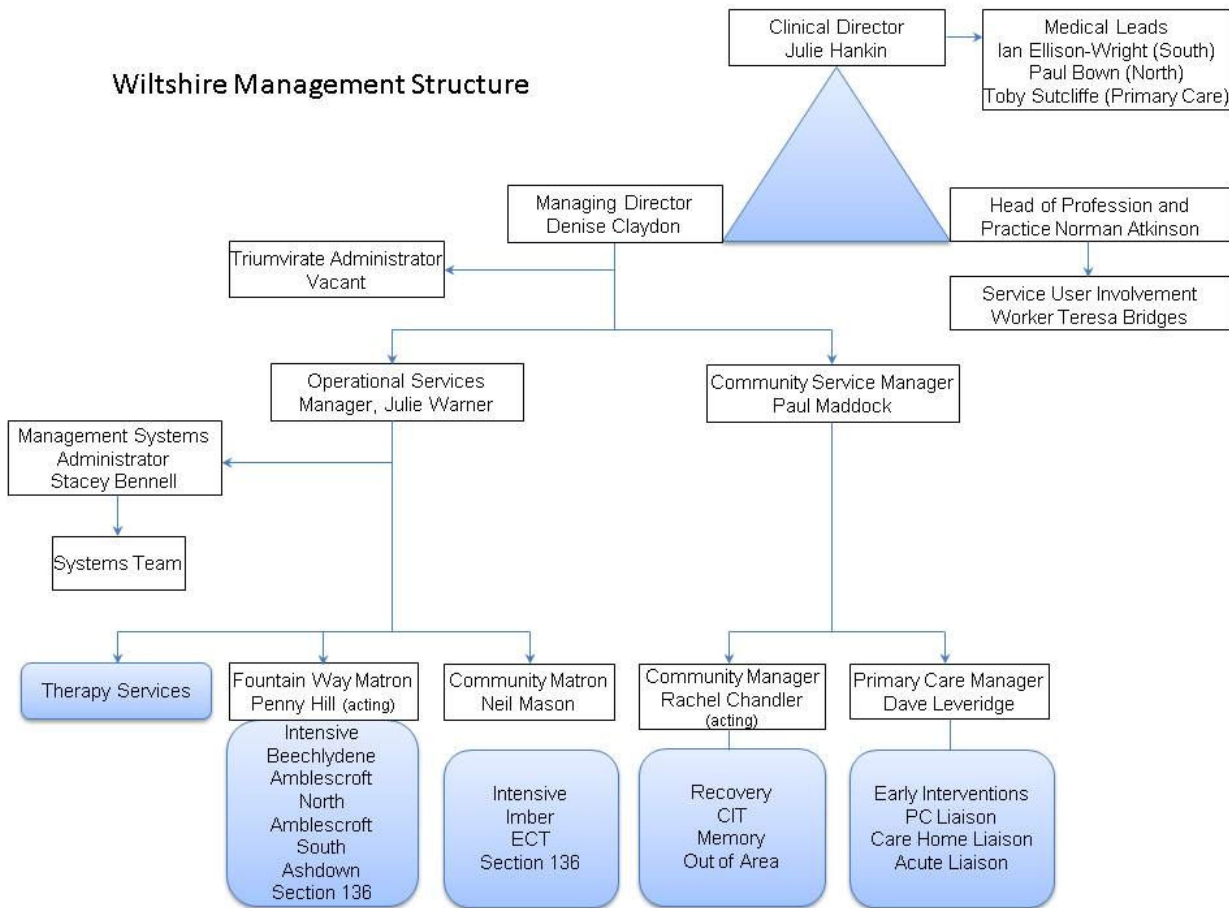 Clinical Director
Julie Hankin
Medical Leads
Ian Ellison-Wright (South)
Paul Bown (North)
Toby Sutcliffe (Primary Care)
Wiltshire Management Structure
Managing Director
Denise Claydon
Head of Profession and
Practice Norman Atkinson
Triumvirate Administrator
Vacant
Service User Involvement
Worker Teresa Bridges
Operational Services
Manager, Julie Warner
Community Service Manager
Paul Maddock
Management Systems
Administrator
Stacey Bennell
Systems Team
Therapy Services
Fountain Way Matron
Penny Hill (acting)
Intensive
Beechlydene
Amblescroft
North
Amblescroft
South
Ashdown
Section 136
Community Matron
Neil Mason
Intensive
Imber
ECT
Section 136
Community Manager
Rachel Chandler
(acting)
Recovery
CIT
Memory
Out of Area
Primary Care Manager
Dave Leveridge
Early Interventions
PC Liaison
Care Home Liaison
Acute Liaison